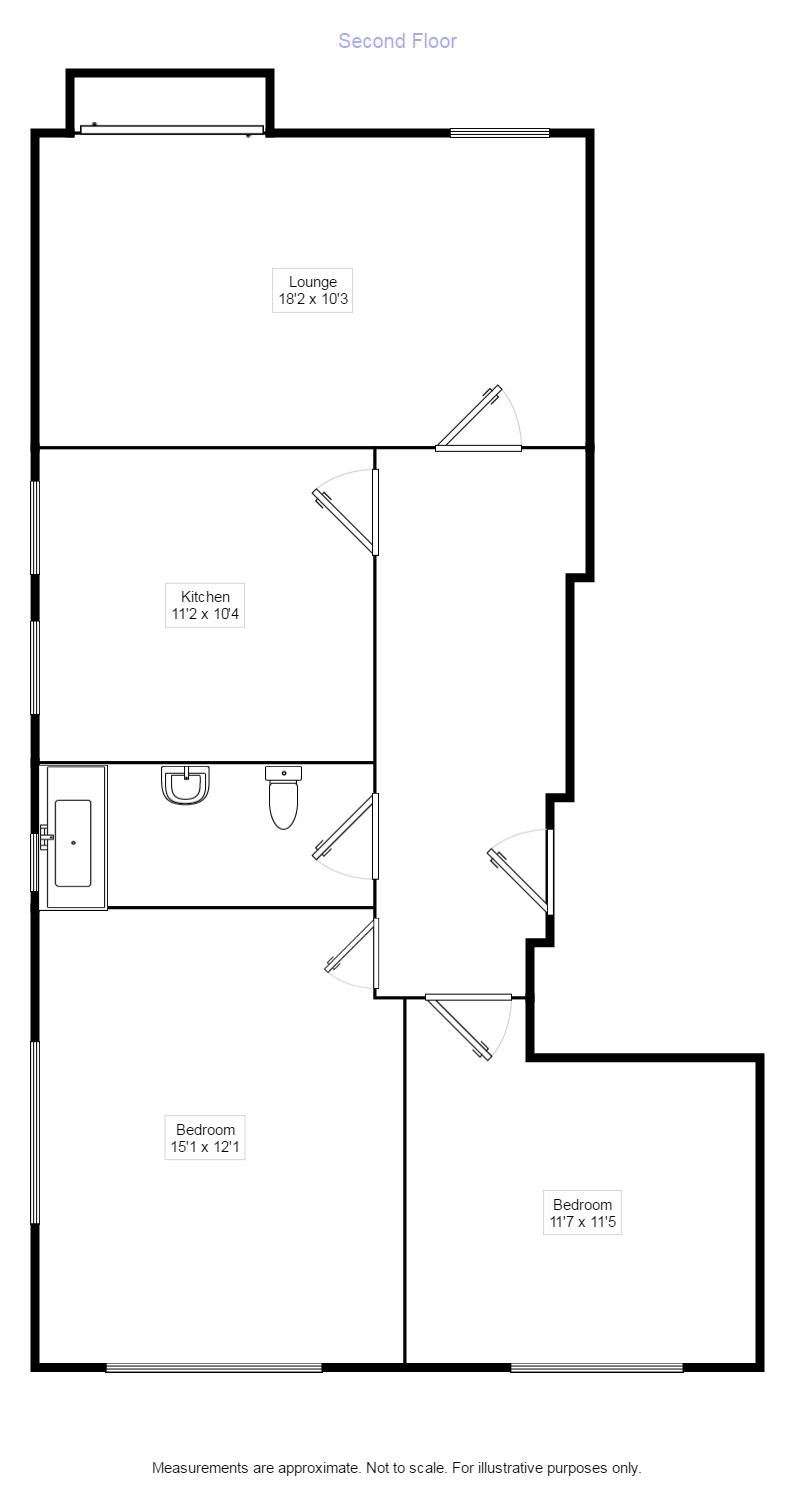 Second Floor
Lounge
18'2 x 10'3
Kitchen
11'2 x 10'4
Bedroom
15'1 x 12'1
Bedroom
11'7 x 11'5
Measurements are approximate. Not to scale. For illustrative purposes only.